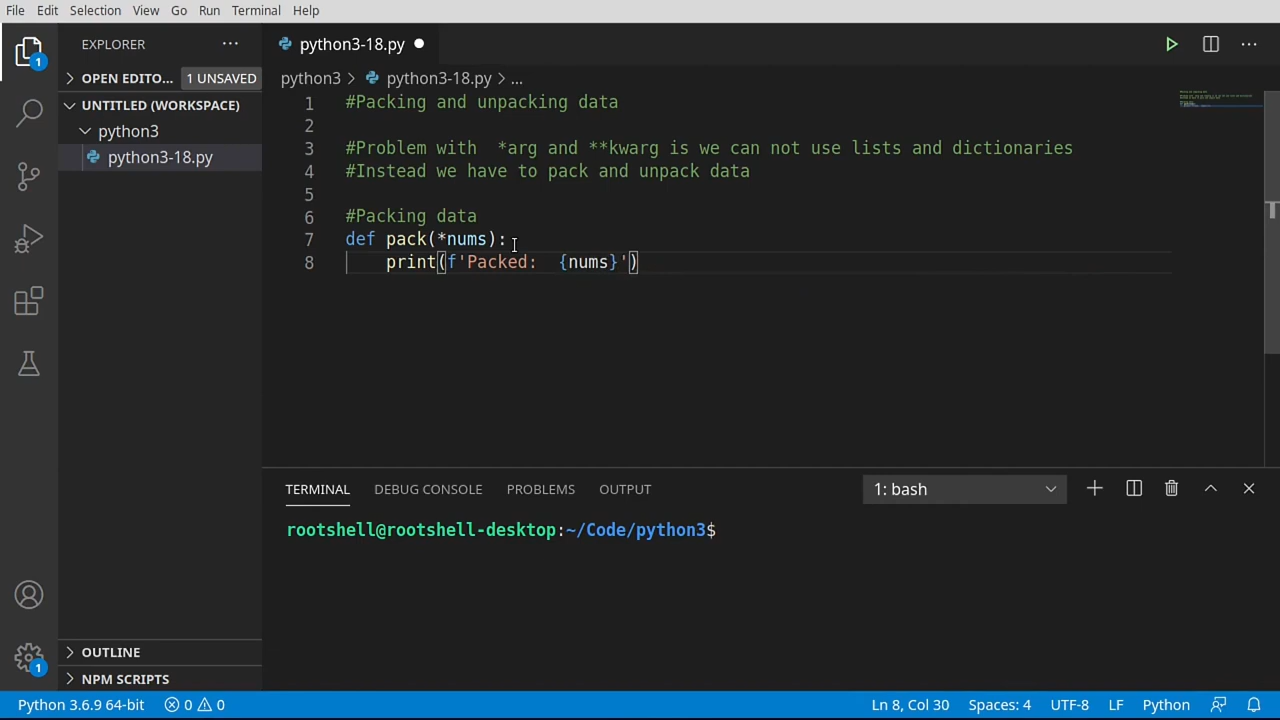 File Edit Selection View Go Run Terminal Help
EXPLORER ···
python3-18.py
OPEN EDITO... 1 UNSAVED
UNTITLED (WORKSPACE)
python3
python3-18.py
python3 > python3-18.py > ...
1 #Packing and unpacking data
2
3 #Problem with  *arg and **kwarg is we can not use lists and dictionaries
4 #Instead we have to pack and unpack data
5
6 #Packing data
7 def pack(*nums):
8     print(f'Packed:  {nums}')
TERMINAL DEBUG CONSOLE PROBLEMS OUTPUT 1: bash
rootshell@rootshell-desktop:~/Code/python3$
1
1
OUTLINE
NPM SCRIPTS
Python 3.6.9 64-bit 0 0 Ln 8, Col 30 Spaces: 4 UTF-8 LF Python